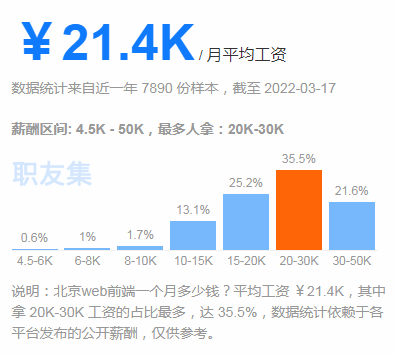 ￥21.4K / 月平均工资
数据统计来自近一年 7890 份样本，截至 2022-03-17
薪酬区间: 4.5K - 50K，最多人拿：20K-30K
职友集
0.6% 1% 1.7% 13.1% 25.2% 35.5% 21.6%
4.5-6K 6-8K 8-10K 10-15K 15-20K 20-30K 30-50K
说明：北京web前端一个月多少钱？平均工资 ￥21.4K，其中
拿 20K-30K 工资的占比最多，达 35.5%，数据统计依赖于各
平台发布的公开薪酬，仅供参考。